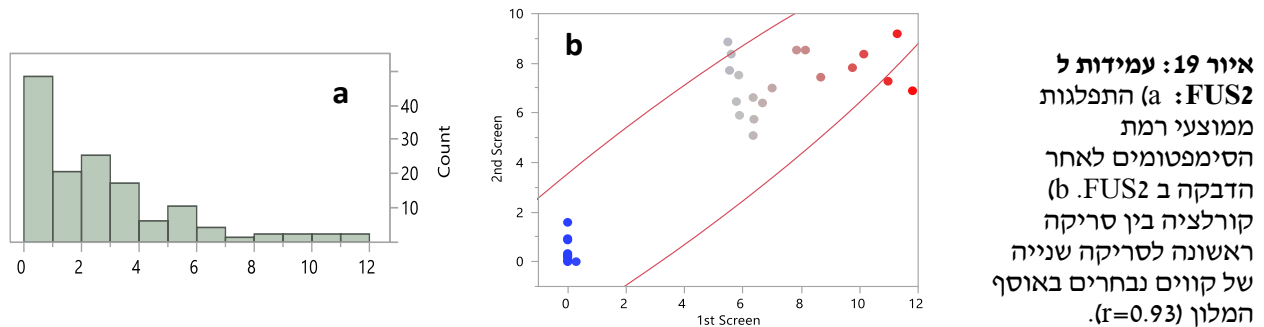 a
Count
40
30
20
10
0
2
4
6
8
10
12
b
2nd Screen
10
8
6
4
2
0
0
2
4
6
8
10
12
1st Screen
איור 19: עמידות ל
FUS2: a) התפלגות
ממוצעי רמת
הסימפטומים לאחר
הדבקה ב FUS2. b)
קורלציה בין סריקה
ראשונה לסריקה שנייה
של קווים נבחרים באוסף
המלון (r=0.93).